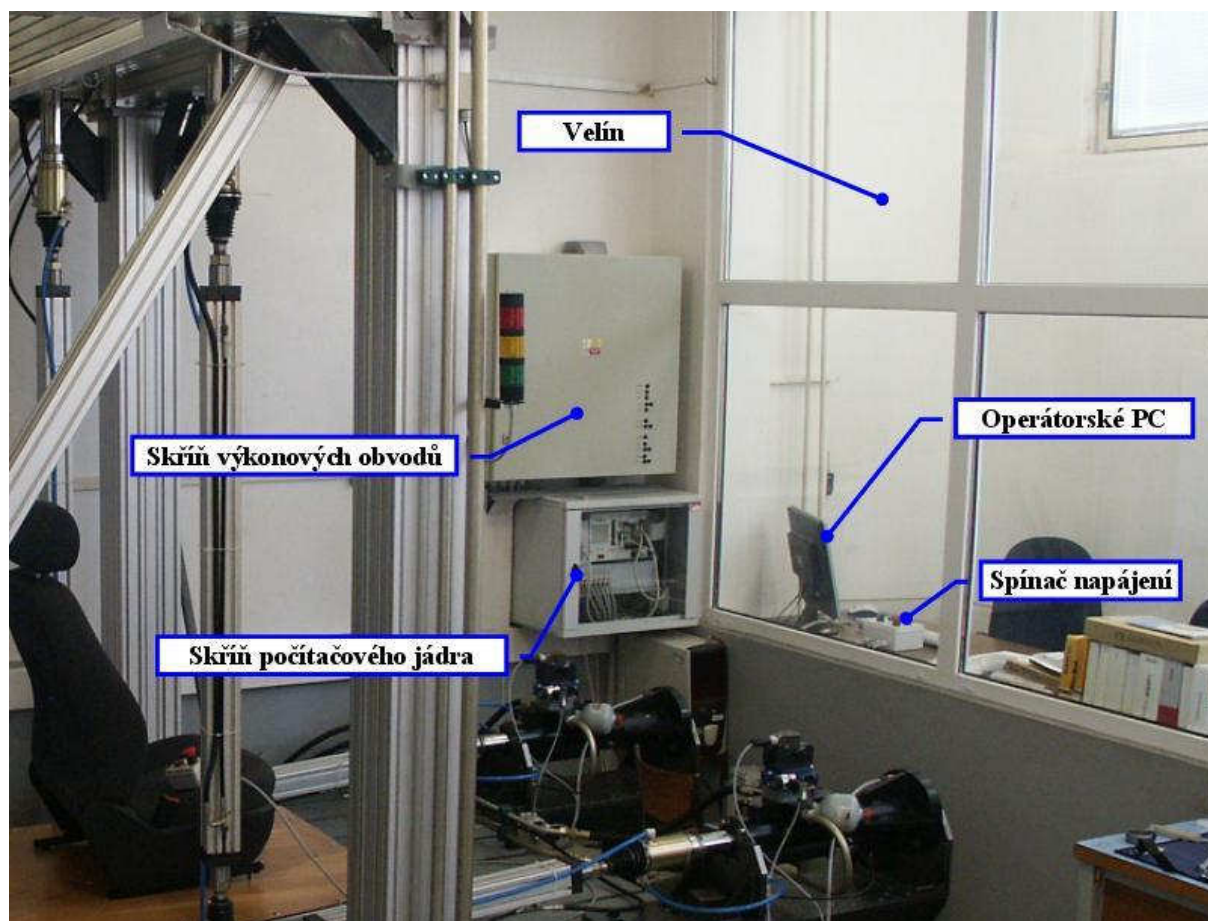 Velín
Operátorské PC
Skříň výkonových obvodů
Spínač napájení
Skříň počítačového jádra